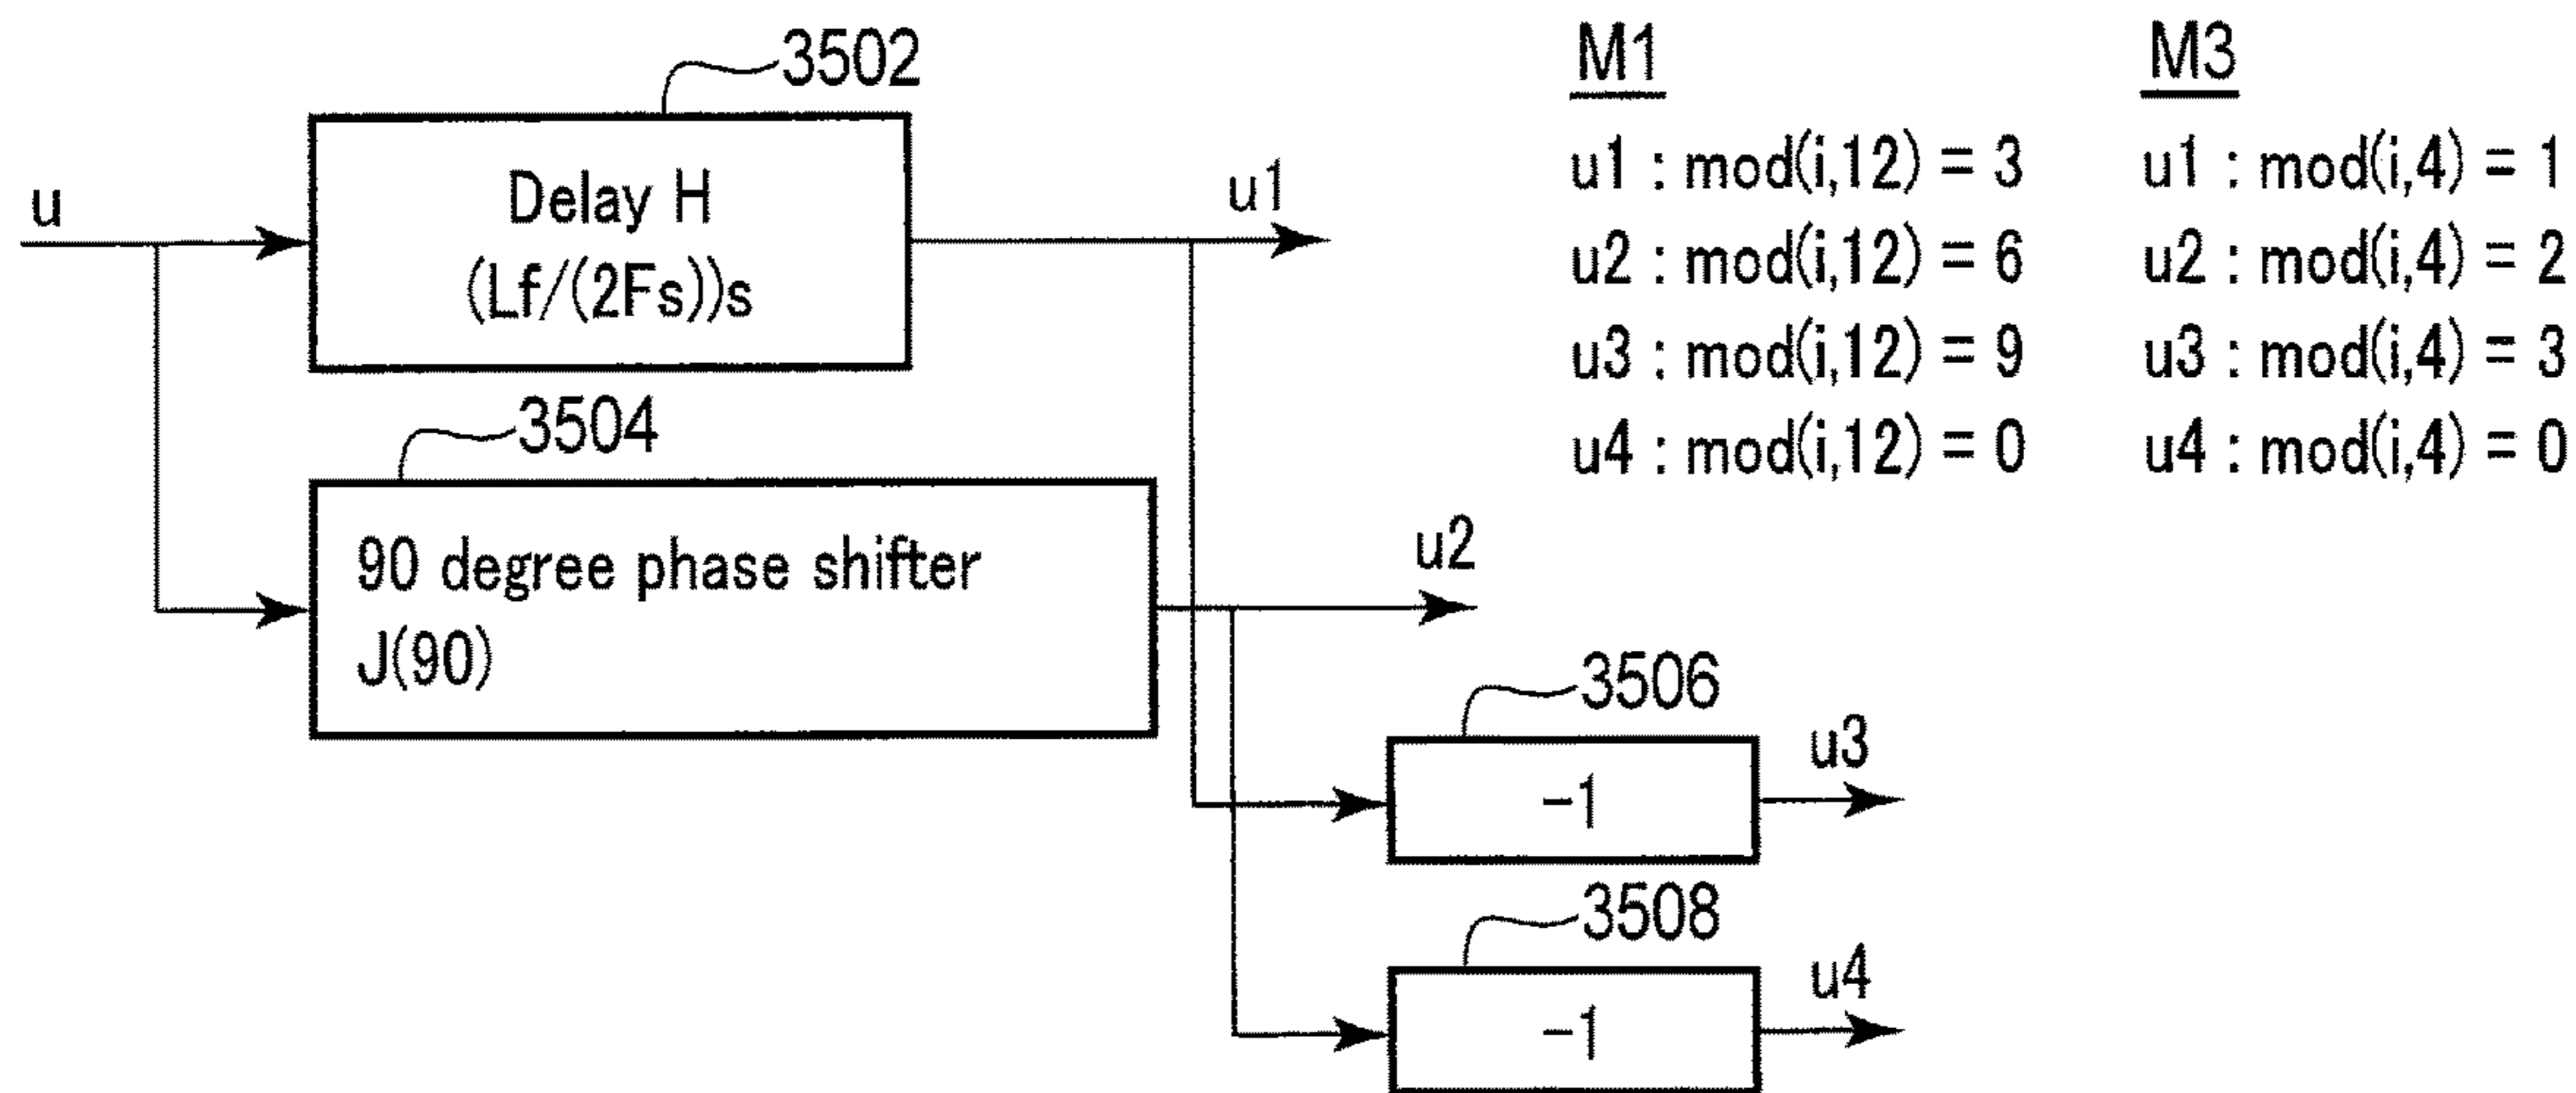 3502
M1
M3
u
Delay H
(Lf/(2Fs))s
u1
u1 : mod(i,12) = 3
u2 : mod(i,12) = 6
u3 : mod(i,12) = 9
u4 : mod(i,12) = 0
u1 : mod(i,4) = 1
u2 : mod(i,4) = 2
u3 : mod(i,4) = 3
u4 : mod(i,4) = 0
3504
90 degree phase shifter
J(90)
u2
3506
-1
u3
3508
-1
u4